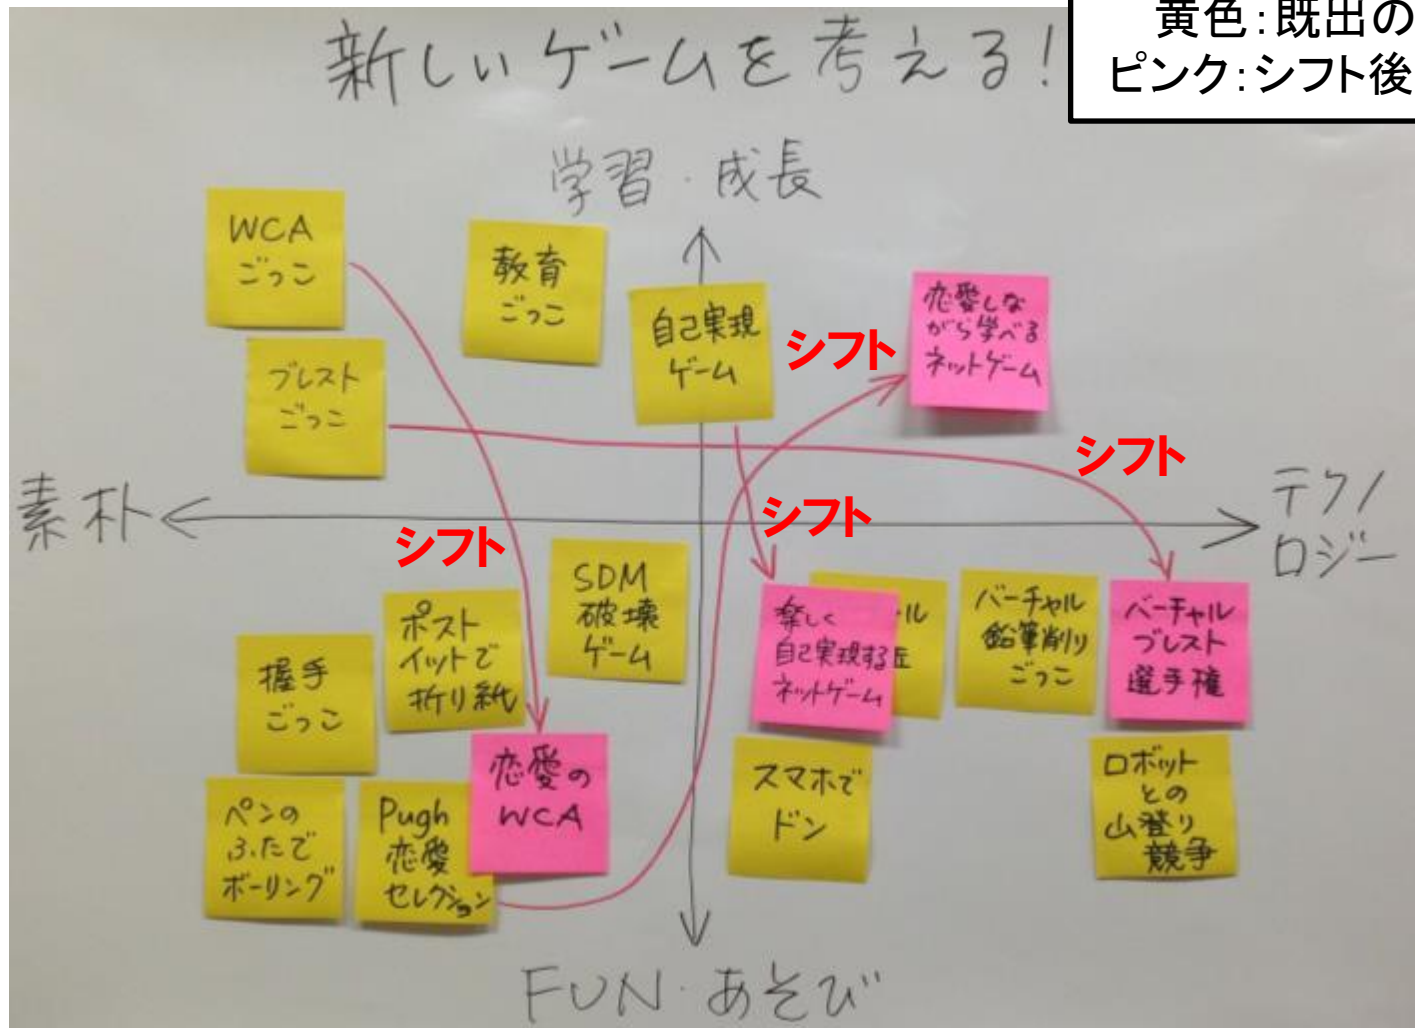 新しいゲームを考える!
黄色:既出の
ピンク:シフト後
学習・成長
WCA
ごっこ
教育
ごっこ
自己実現
ゲーム
シフト
恋愛しな
がら学べる
ネットゲーム
ブレスト
ごっこ
シフト
素朴
テクノ
ロジー
シフト
シフト
SDM
破壊
ゲーム
ポスト
イットで
折り紙
握手
ごっこ
楽しく
自己実現する
ネットゲーム
ル
丘
バーチャル
鉛筆削り
ごっこ
バーチャル
ブレスト
選手権
恋愛の
WCA
ペンの
ふたで
ボーリング
Pugh
恋愛
セレクション
スマホで
ドン
ロボット
との
山登り
競争
FUN・あそび